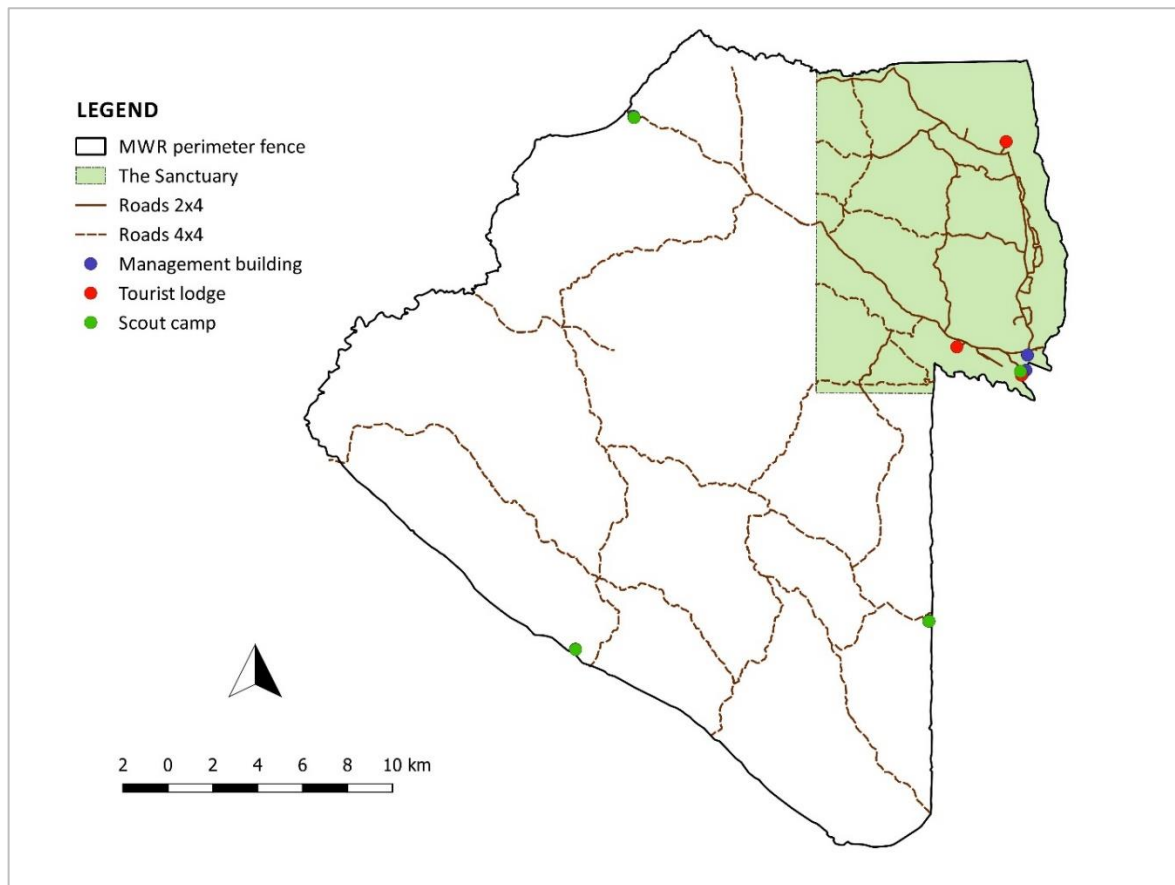 LEGEND
MWR perimeter fence
The Sanctuary
Roads 2x4
Roads 4x4
Management building
Tourist lodge
Scout camp
2 0 2 4 6 8 10 km